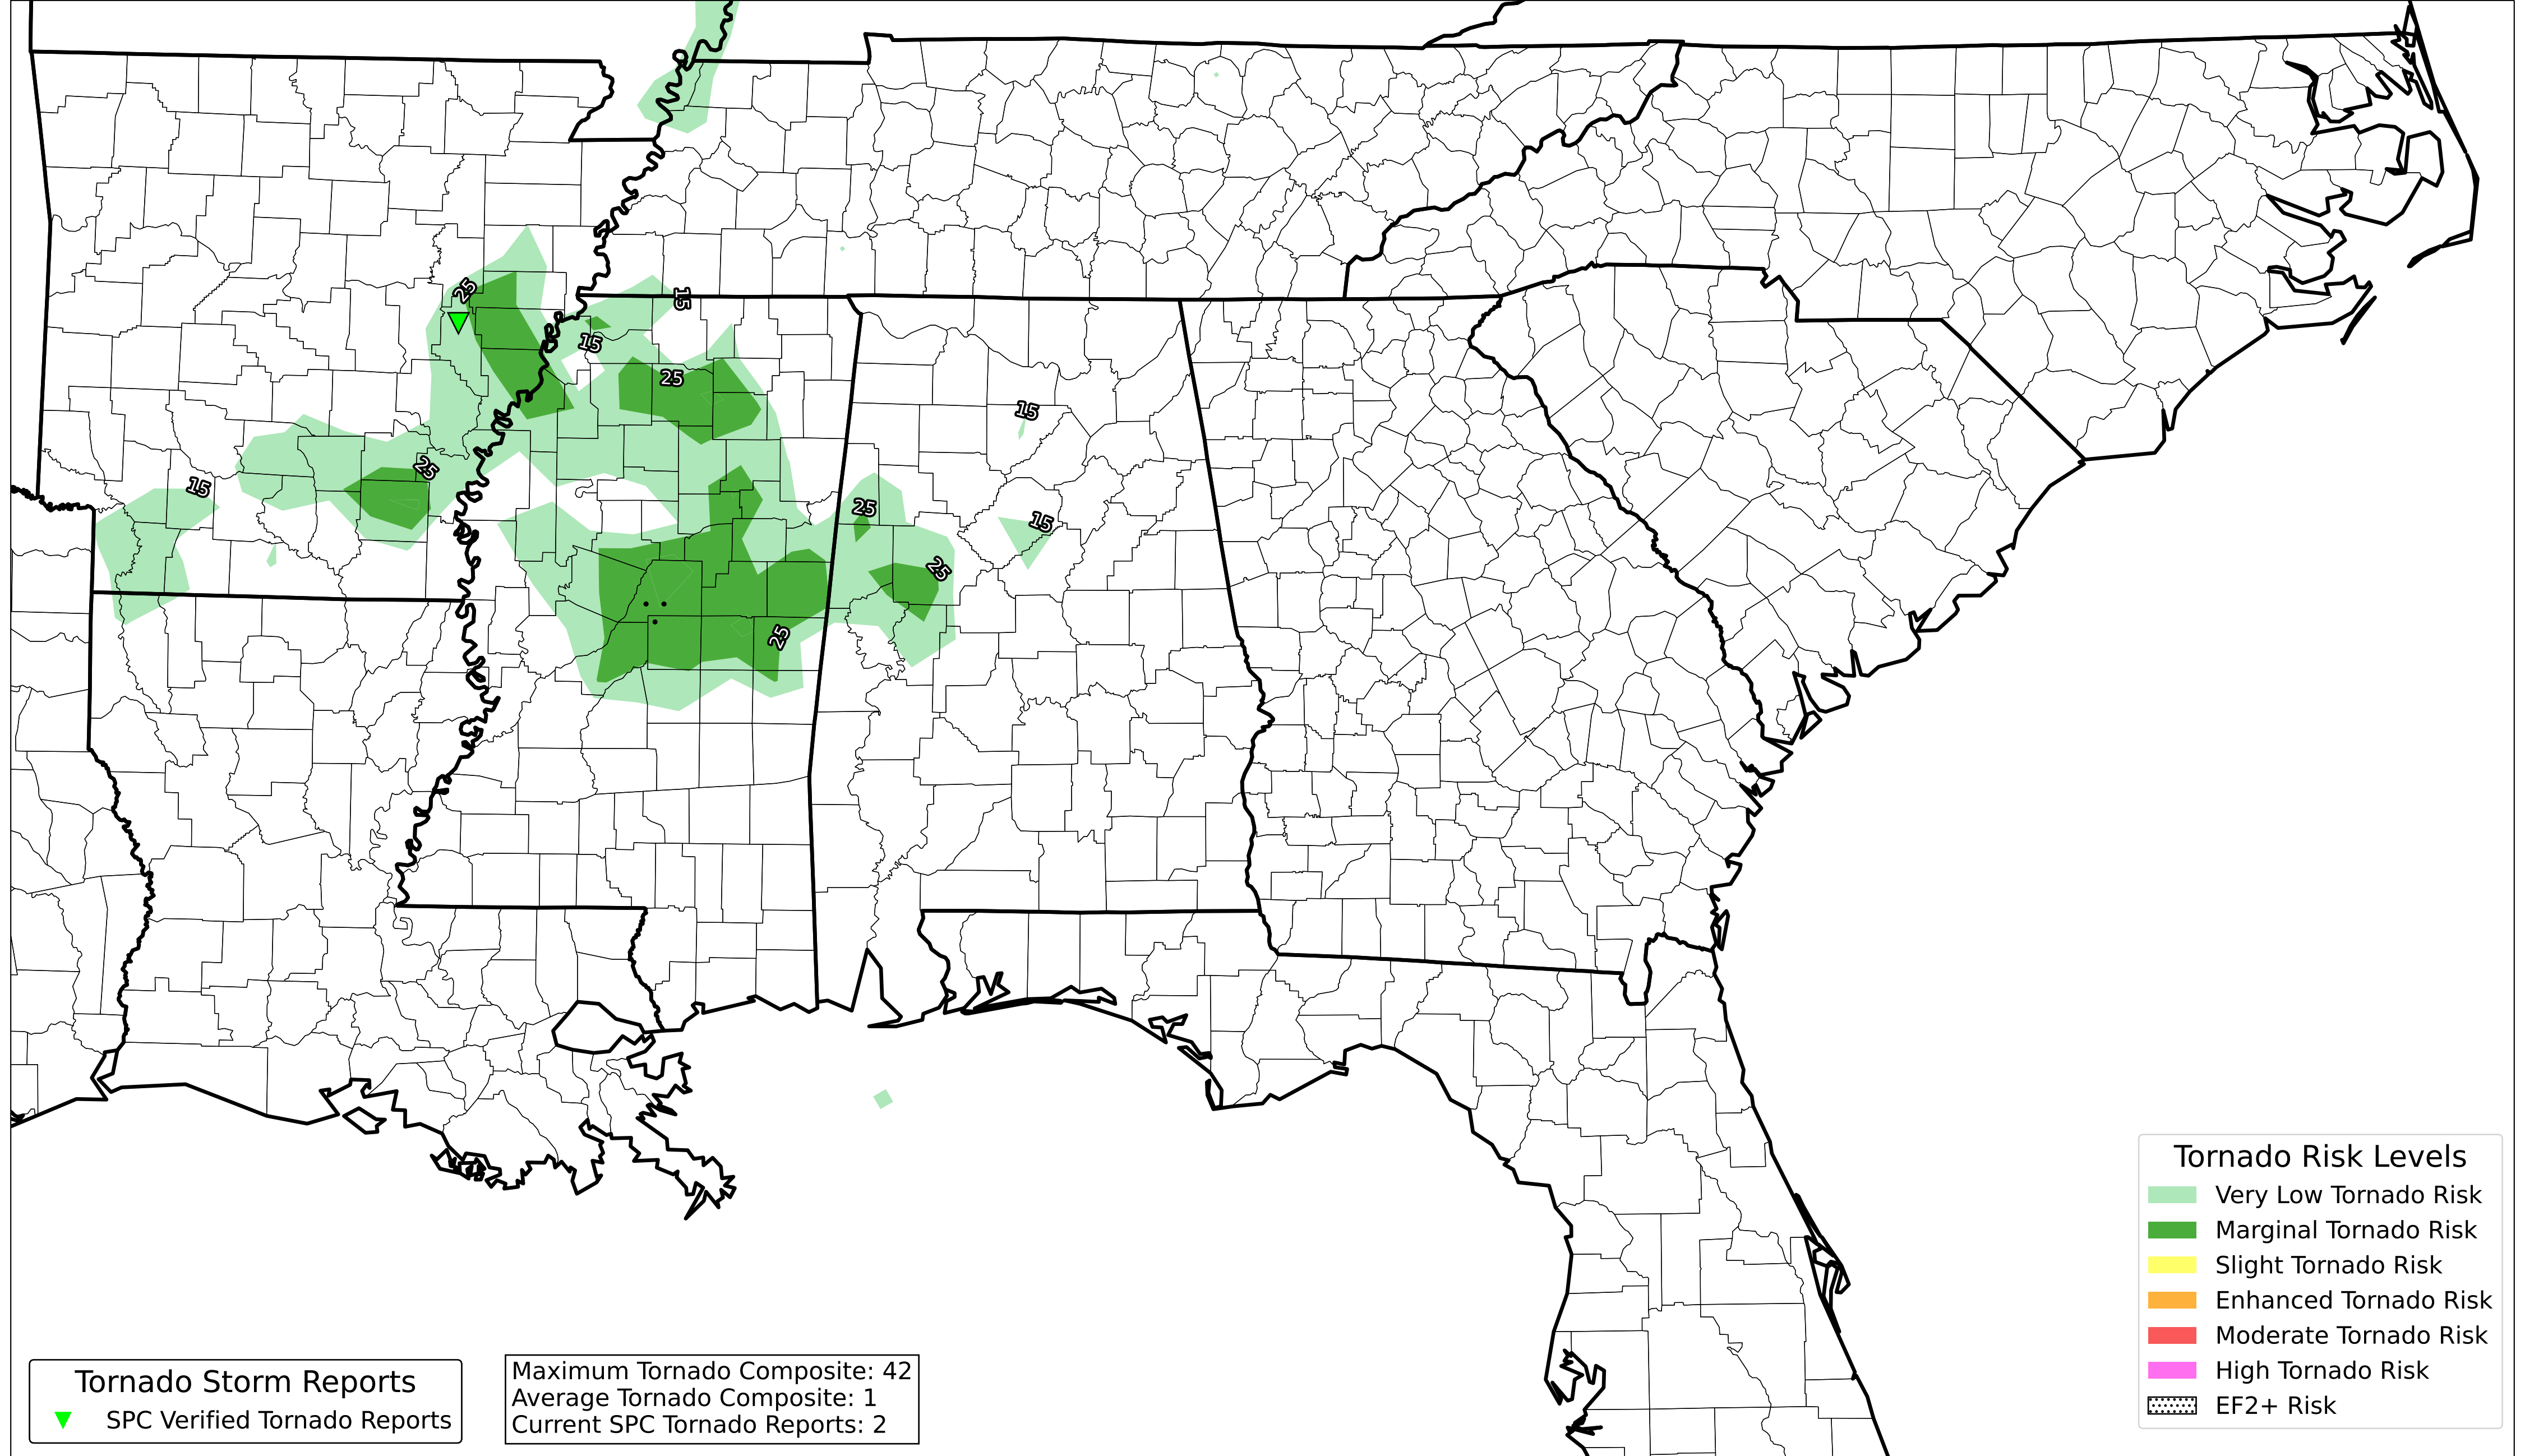 25
15
15
25
15
25
15
25
15
25
25
Tornado Risk Levels
Very Low Tornado Risk
Marginal Tornado Risk
Slight Tornado Risk
Enhanced Tornado Risk
Moderate Tornado Risk
High Tornado Risk
EF2+ Risk
Tornado Storm Reports
SPC Verified Tornado Reports
Maximum Tornado Composite: 42
Average Tornado Composite: 1
Current SPC Tornado Reports: 2